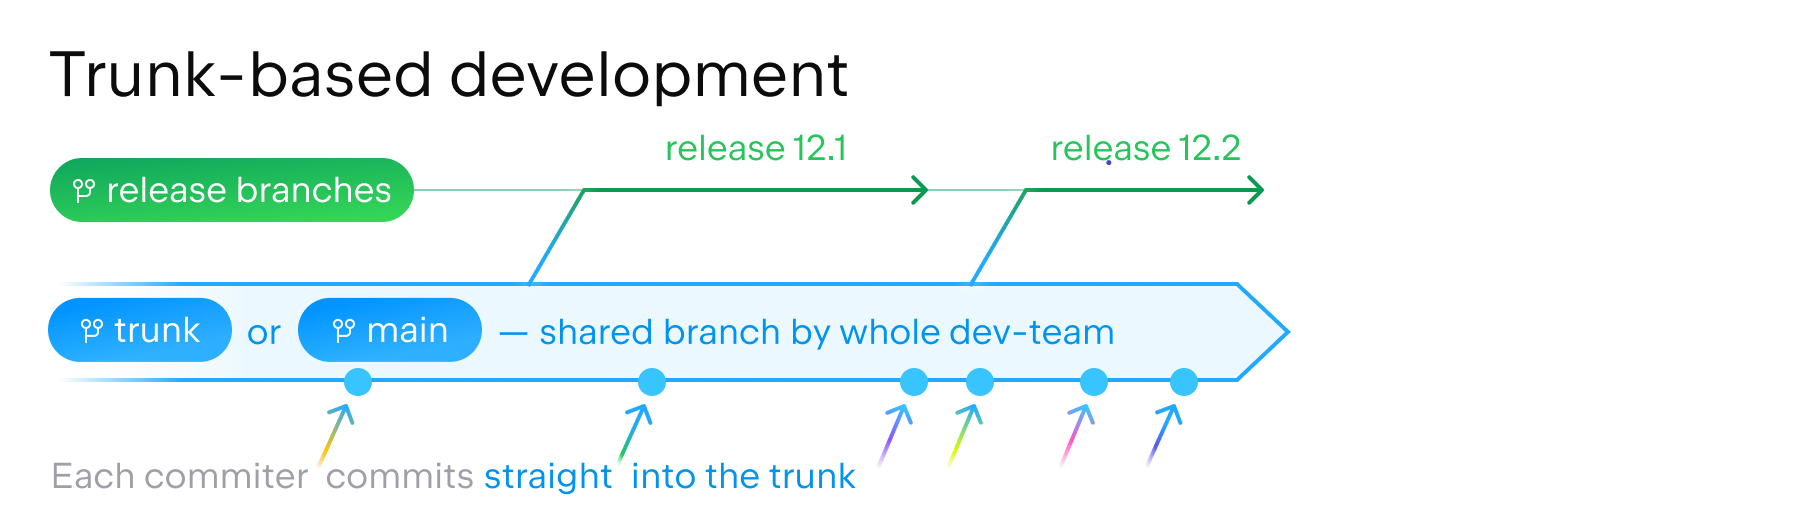 Trunk-based development
release 12.1 release 12.2
release branches
trunk or main — shared branch by whole dev-team
Each commiter commits straight into the trunk